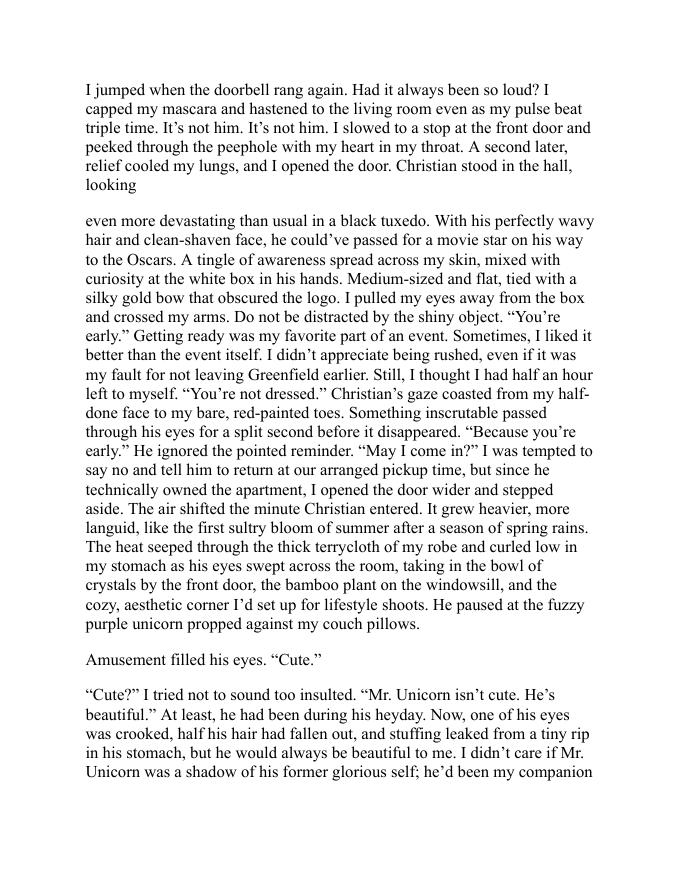 I jumped when the doorbell rang again. Had it always been so loud? I
capped my mascara and hastened to the living room even as my pulse beat
triple time. It’s not him. It’s not him. I slowed to a stop at the front door and
peeked through the peephole with my heart in my throat. A second later,
relief cooled my lungs, and I opened the door. Christian stood in the hall,
looking
even more devastating than usual in a black tuxedo. With his perfectly wavy
hair and clean-shaven face, he could’ve passed for a movie star on his way
to the Oscars. A tingle of awareness spread across my skin, mixed with
curiosity at the white box in his hands. Medium-sized and flat, tied with a
silky gold bow that obscured the logo. I pulled my eyes away from the box
and crossed my arms. Do not be distracted by the shiny object. “You’re
early.” Getting ready was my favorite part of an event. Sometimes, I liked it
better than the event itself. I didn’t appreciate being rushed, even if it was
my fault for not leaving Greenfield earlier. Still, I thought I had half an hour
left to myself. “You’re not dressed.” Christian’s gaze coasted from my half-
done face to my bare, red-painted toes. Something inscrutable passed
through his eyes for a split second before it disappeared. “Because you’re
early.” He ignored the pointed reminder. “May I come in?” I was tempted to
say no and tell him to return at our arranged pickup time, but since he
technically owned the apartment, I opened the door wider and stepped
aside. The air shifted the minute Christian entered. It grew heavier, more
languid, like the first sultry bloom of summer after a season of spring rains.
The heat seeped through the thick terrycloth of my robe and curled low in
my stomach as his eyes swept across the room, taking in the bowl of
crystals by the front door, the bamboo plant on the windowsill, and the
cozy, aesthetic corner I’d set up for lifestyle shoots. He paused at the fuzzy
purple unicorn propped against my couch pillows.
Amusement filled his eyes. “Cute.”
“Cute?” I tried not to sound too insulted. “Mr. Unicorn isn’t cute. He’s
beautiful.” At least, he had been during his heyday. Now, one of his eyes
was crooked, half his hair had fallen out, and stuffing leaked from a tiny rip
in his stomach, but he would always be beautiful to me. I didn’t care if Mr.
Unicorn was a shadow of his former glorious self; he’d been my companion